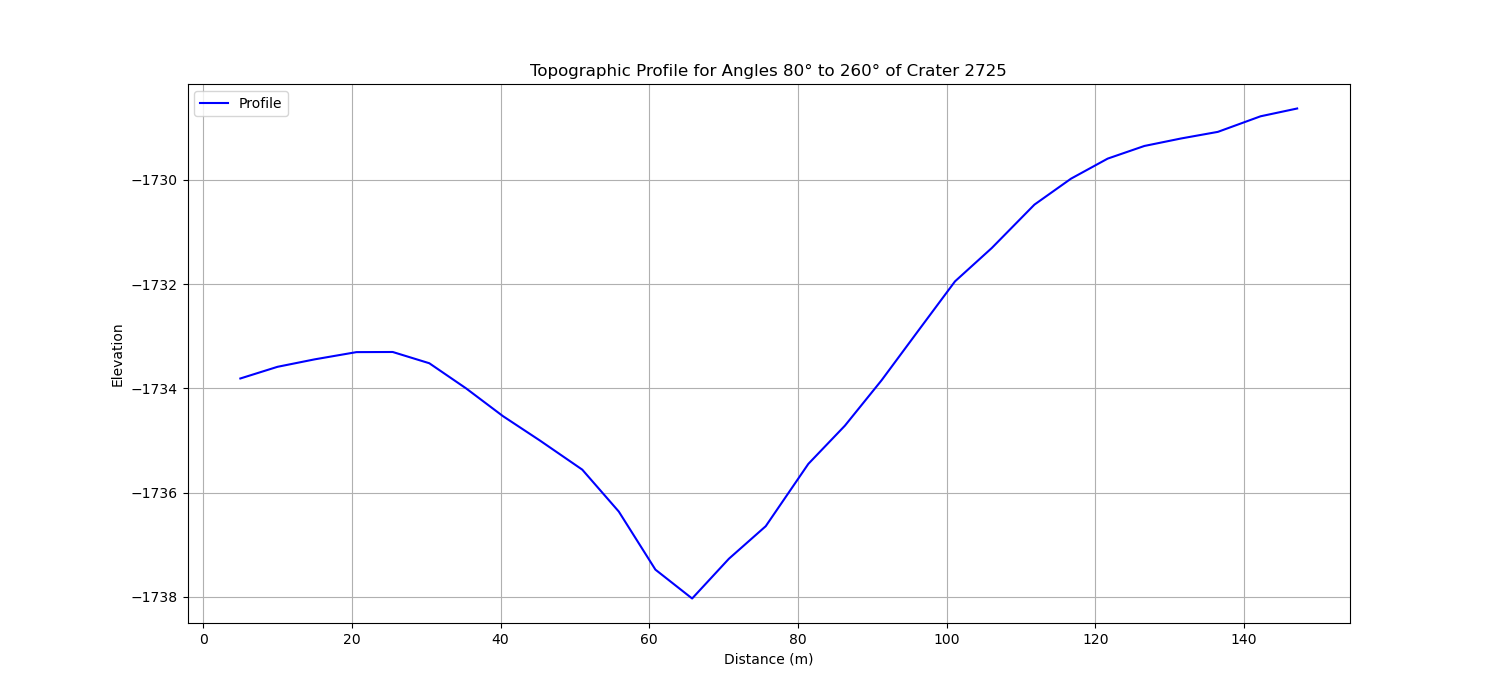 Topographic Profile for Angles 80° to 260° of Crater 2725
Profile
Elevation
−1730
−1732
−1734
−1736
−1738
0 20 40 60 80 100 120 140
Distance (m)